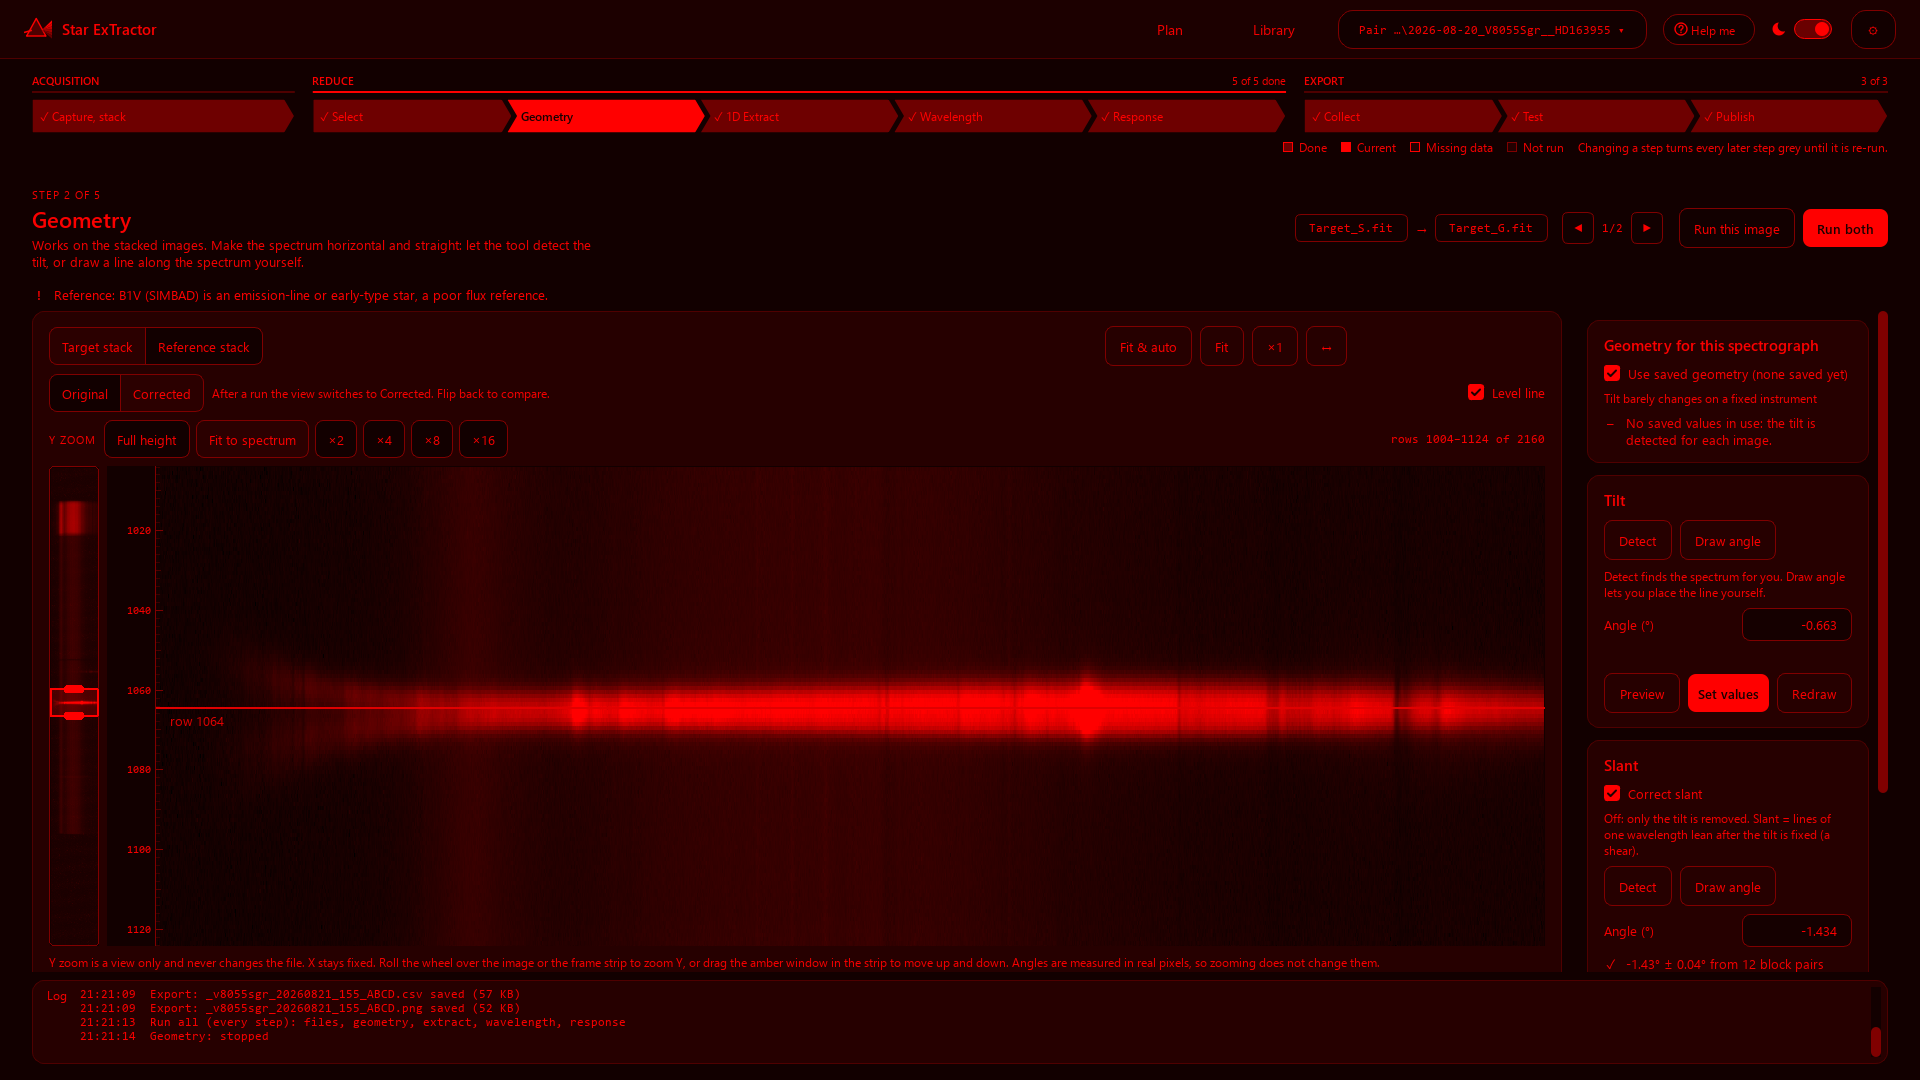 Star ExTractor
Plan
Library
Pair …\2026-08-20_V8055Sgr__HD163955
Help me
ACQUISITION
REDUCE
5 of 5 done
EXPORT
3 of 3
✓ Capture, stack
✓ Select
Geometry
✓ 1D Extract
✓ Wavelength
✓ Response
✓ Collect
✓ Test
✓ Publish
Done
Current
Missing data
Not run
Changing a step turns every later step grey until it is re-run.
STEP 2 OF 5
Geometry
Works on the stacked images. Make the spectrum horizontal and straight: let the tool detect the
tilt, or draw a line along the spectrum yourself.
Target_S.fit → Target_G.fit
◀ 1/2 ▶
Run this image
Run both
! Reference: B1V (SIMBAD) is an emission-line or early-type star, a poor flux reference.
Target stack
Reference stack
Fit & auto
Fit
×1
↔
Original
Corrected
After a run the view switches to Corrected. Flip back to compare.
Level line
Y ZOOM
Full height
Fit to spectrum
×2
×4
×8
×16
rows 1004–1124 of 2160
1020
1040
1060
row 1064
1080
1100
1120
Y zoom is a view only and never changes the file. X stays fixed. Roll the wheel over the image or the frame strip to zoom Y, or drag the amber window in the strip to move up and down. Angles are measured in real pixels, so zooming does not change them.
Geometry for this spectrograph
Use saved geometry (none saved yet)
Tilt barely changes on a fixed instrument
– No saved values in use: the tilt is
detected for each image.
Tilt
Detect
Draw angle
Detect finds the spectrum for you. Draw angle
lets you place the line yourself.
Angle (°)
-0.663
Preview
Set values
Redraw
Slant
Correct slant
Off: only the tilt is removed. Slant = lines of
one wavelength lean after the tilt is fixed (a
shear).
Detect
Draw angle
Angle (°)
-1.434
✓ -1.43° ± 0.04° from 12 block pairs
Log
21:21:09 Export: _v8055sgr_20260821_155_ABCD.csv saved (57 KB)
21:21:09 Export: _v8055sgr_20260821_155_ABCD.png saved (52 KB)
21:21:13 Run all (every step): files, geometry, extract, wavelength, response
21:21:14 Geometry: stopped